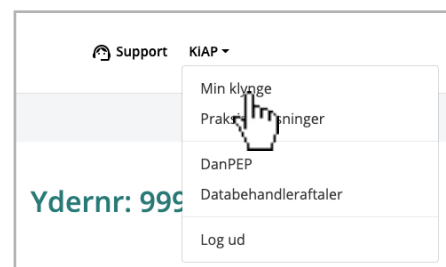 Support KiAP
Min klynge
DanPEP
Ydernr: 999
Databehandleraftaler
Log ud